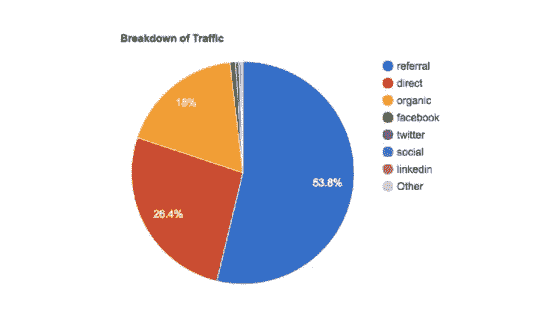 Breakdown of Traffic
referral
direct
organic
facebook
twitter
social
linkedin
Other
18%
53.8%
26.4%